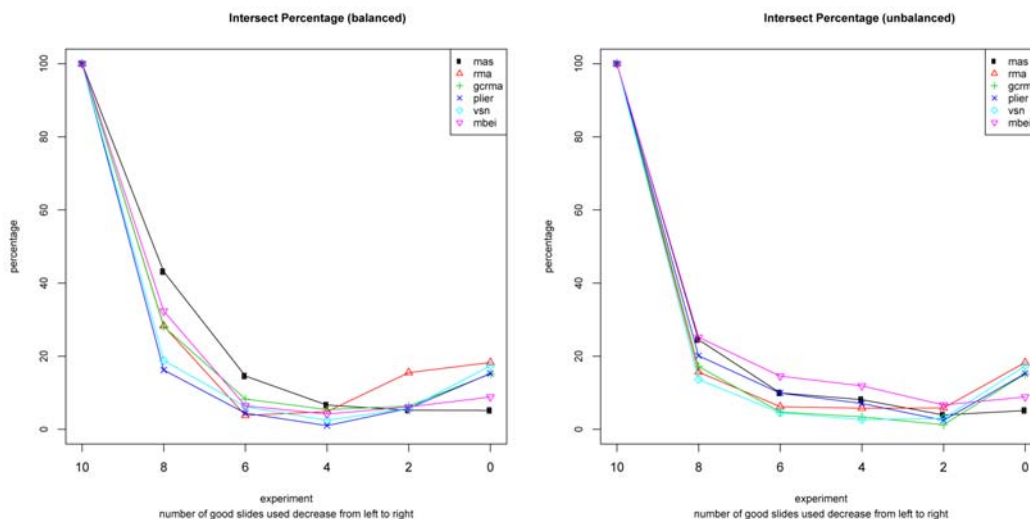 Intersect Percentage (balanced)
percentage
100
80
60
40
20
0
mas
rma
gcrma
plier
vsn
mbei
10 8 6 4 2 0
experiment
number of good slides used decrease from left to right
Intersect Percentage (unbalanced)
percentage
100
80
60
40
20
0
mas
rma
gcrma
plier
vsn
mbei
10 8 6 4 2 0
experiment
number of good slides used decrease from left to right